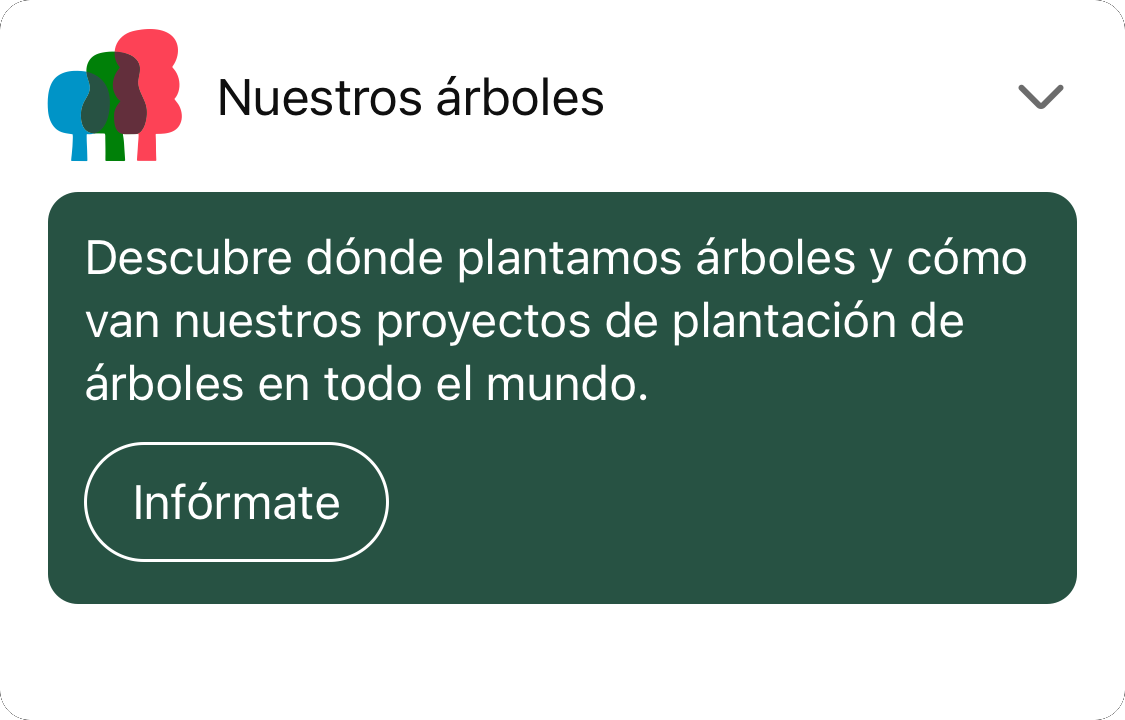 Nuestros árboles
Descubre dónde plantamos árboles y cómo
van nuestros proyectos de plantación de
árboles en todo el mundo.
Infórmate